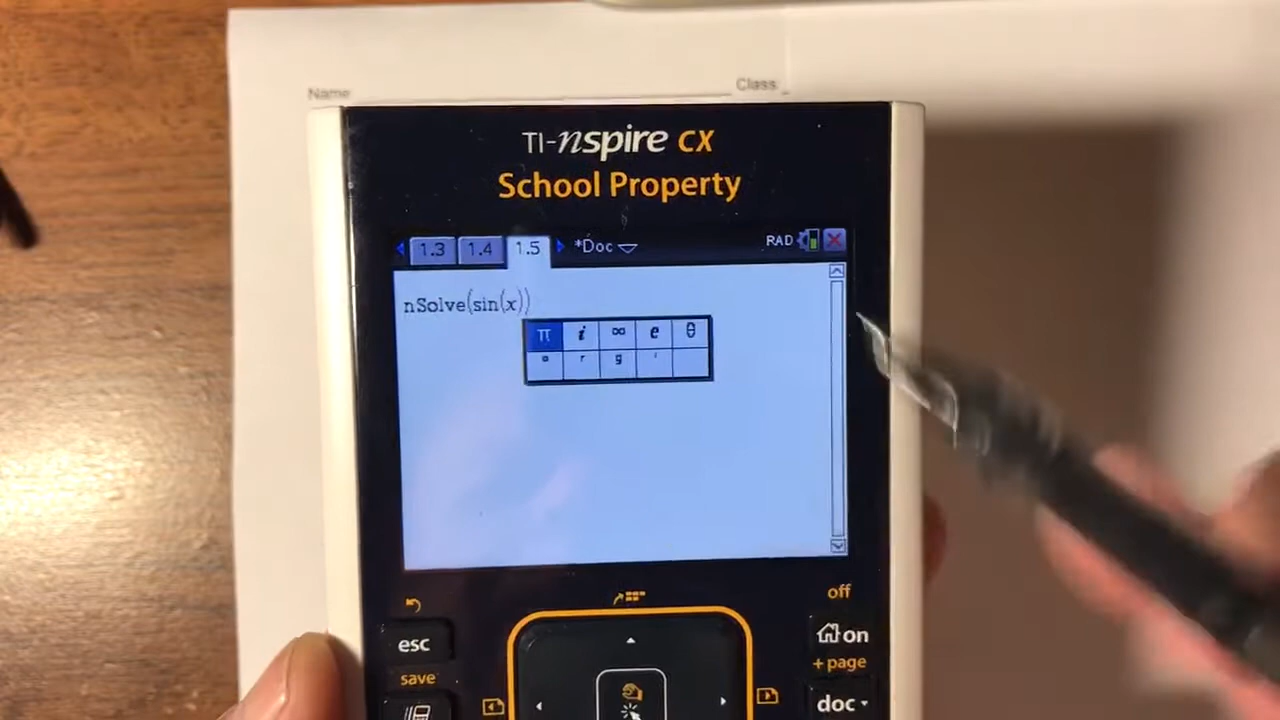 Name Class
TI-nspire CX
School Property
1.3 1.4 1.5 *Doc RAD
nSolve(sin(x))
π i ∞ e θ
° r g '
off
esc
on
save
+ page
doc